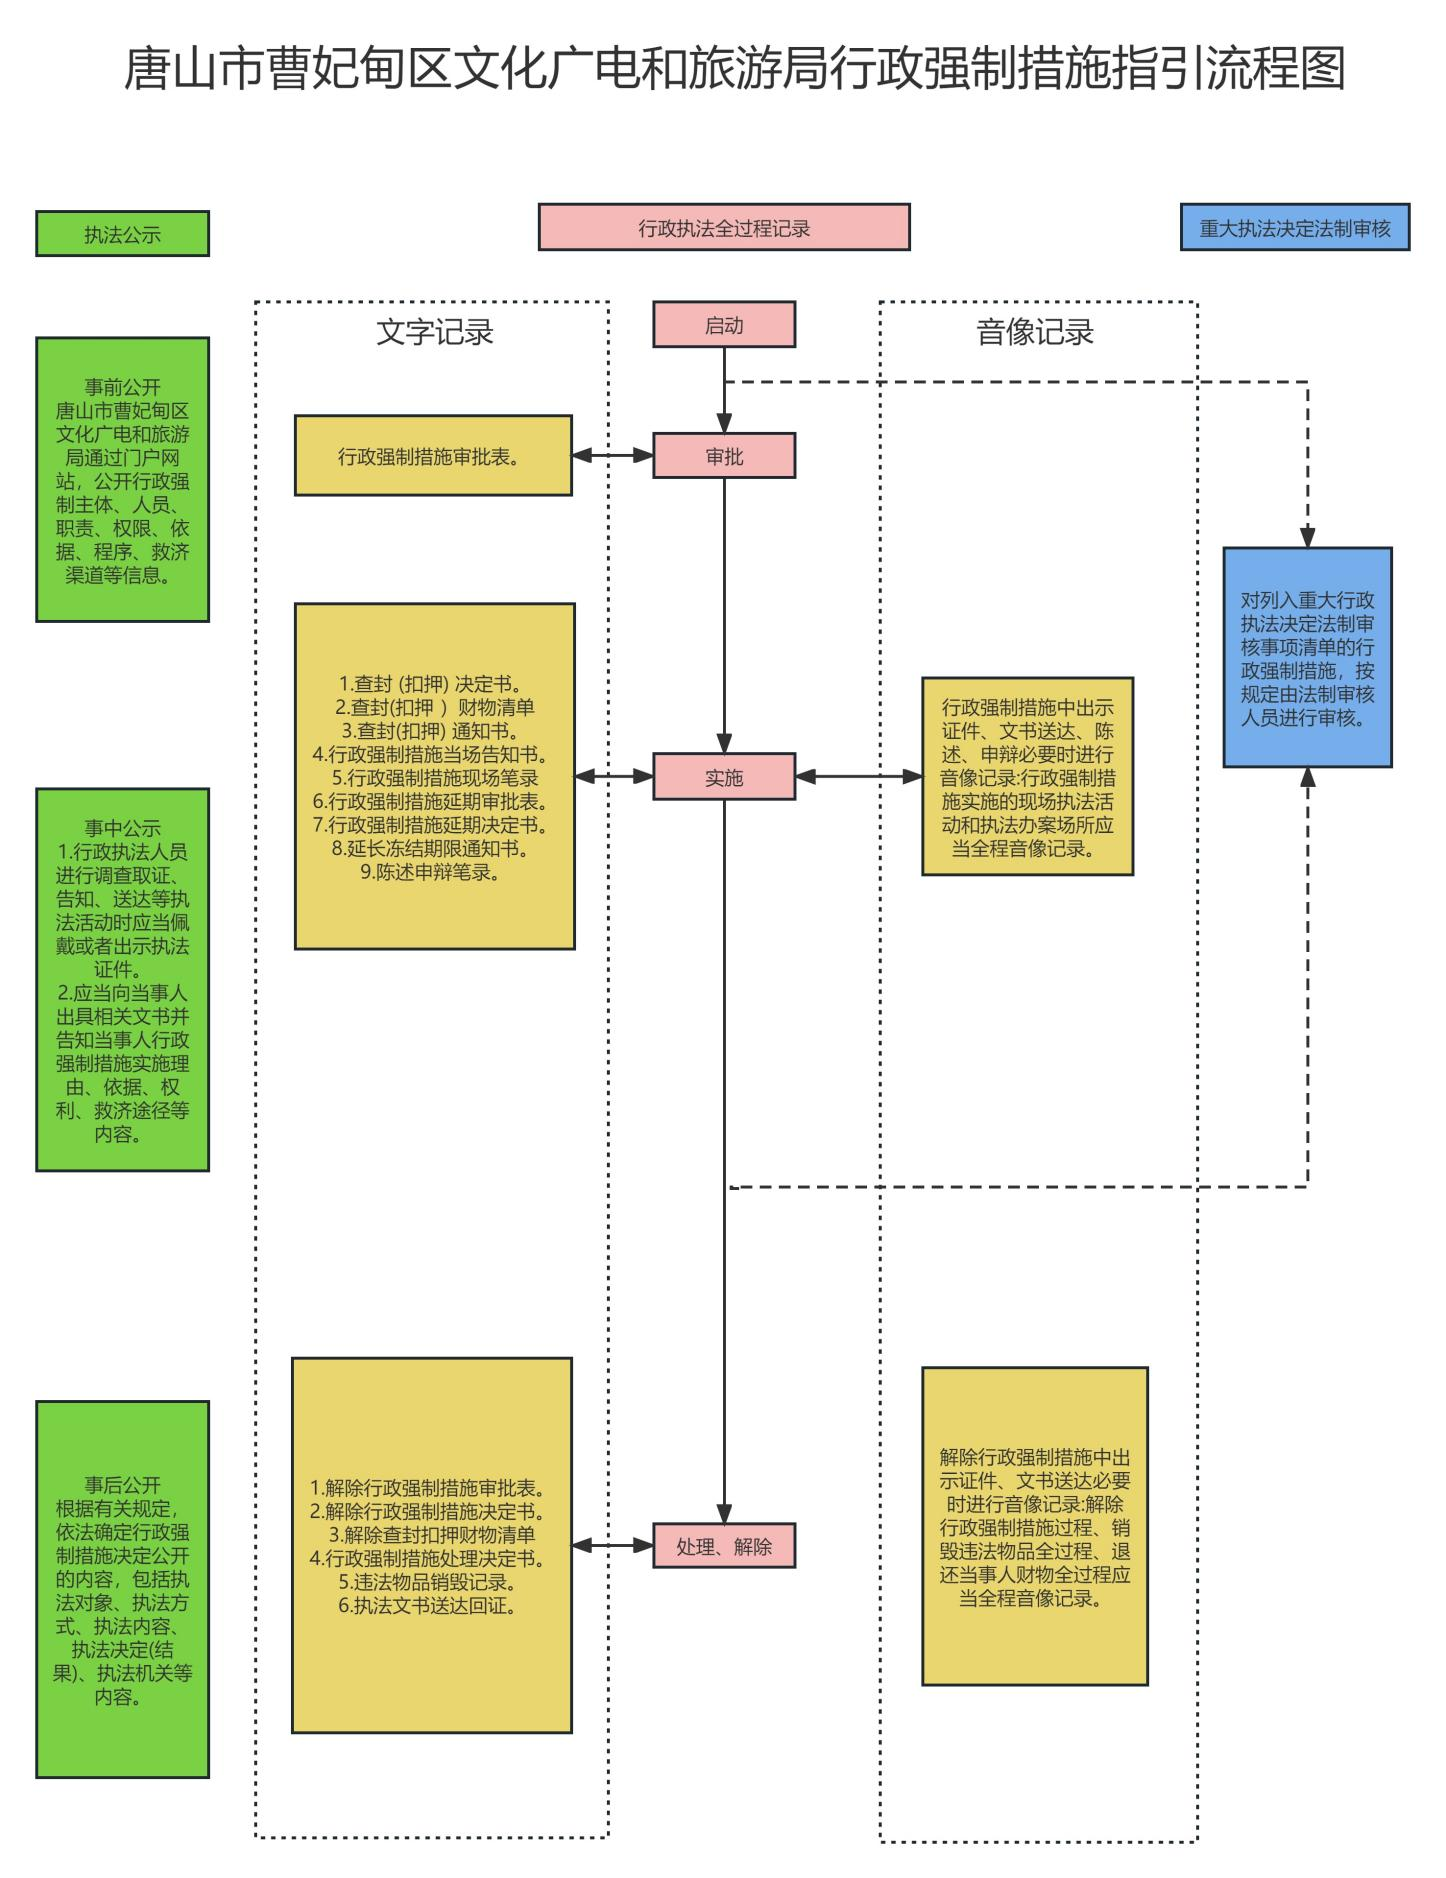 唐山市曹妃甸区文化广电和旅游局行政强制措施指引流程图
执法公示
行政执法全过程记录
重大执法决定法制审核
事前公开
唐山市曹妃甸区
文化广电和旅游
局通过门户网
站，公开行政强
制主体、人员、
职责、权限、依
据、程序、救济
渠道等信息。
事中公示
1.行政执法人员
进行调查取证、
告知、送达等执
法活动时应当佩
戴或者出示执法
证件。
2.应当向当事人
出具相关文书并
告知当事人行政
强制措施实施理
由、依据、权
利、救济途径等
内容。
事后公开
根据有关规定，
依法确定行政强
制措施决定公开
的内容，包括执
法对象、执法方
式、执法内容、
执法决定(结
果)、执法机关等
内容。
文字记录
行政强制措施审批表。
1.查封 (扣押) 决定书。
2.查封(扣押 ）财物清单
3.查封(扣押) 通知书。
4.行政强制措施当场告知书。
5.行政强制措施现场笔录
6.行政强制措施延期审批表。
7.行政强制措施延期决定书。
8.延长冻结期限通知书。
9.陈述申辩笔录。
1.解除行政强制措施审批表。
2.解除行政强制措施决定书。
3.解除查封扣押财物清单
4.行政强制措施处理决定书。
5.违法物品销毁记录。
6.执法文书送达回证。
启动
审批
实施
处理、解除
音像记录
行政强制措施中出示
证件、文书送达、陈
述、申辩必要时进行
音像记录:行政强制措
施实施的现场执法活
动和执法办案场所应
当全程音像记录。
解除行政强制措施中出
示证件、文书送达必要
时进行音像记录:解除
行政强制措施过程、销
毁违法物品全过程、退
还当事人财物全过程应
当全程音像记录。
对列入重大行政
执法决定法制审
核事项清单的行
政强制措施，按
规定由法制审核
人员进行审核。